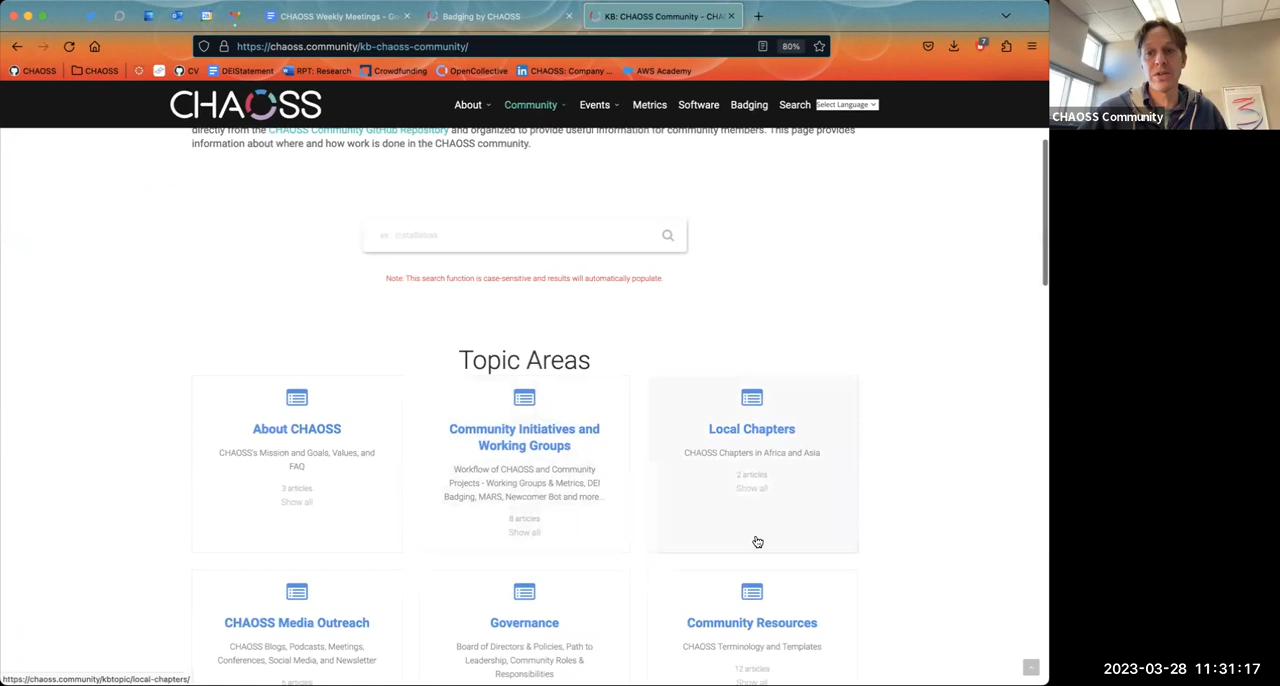 CHAOSS Weekly Meetings - Go
Badging by CHAOSS
KB: CHAOSS Community - CHA
https://chaoss.community/kb-chaoss-community/
80%
7
CHAOSS
CHAOSS
CV
DEIStatement
RPT: Research
Crowdfunding
OpenCollective
CHAOSS: Company ...
AWS Academy
CHAOSS
About
Community
Events
Metrics
Software
Badging
Search
Select Language
directly from the CHAOSS Community GitHub Repository and organized to provide useful information for community members. This page provides
information about where and how work is done in the CHAOSS community.
Note: This search function is case-sensitive and results will automatically populate.
Topic Areas
About CHAOSS
CHAOSS's Mission and Goals, Values, and
FAQ
3 articles
Show all
Community Initiatives and
Working Groups
Workflow of CHAOSS and Community
Projects - Working Groups & Metrics, DEI
Badging, MARS, Newcomer Bot and more...
8 articles
Show all
Local Chapters
CHAOSS Chapters in Africa and Asia
2 articles
Show all
CHAOSS Media Outreach
CHAOSS Blogs, Podcasts, Meetings,
Conferences, Social Media, and Newsletter
Governance
Board of Directors & Policies, Path to
Leadership, Community Roles &
Responsibilities
Community Resources
CHAOSS Terminology and Templates
12 articles
https://chaoss.community/kbtopic/local-chapters/
CHAOSS Community
2023-03-28 11:31:17